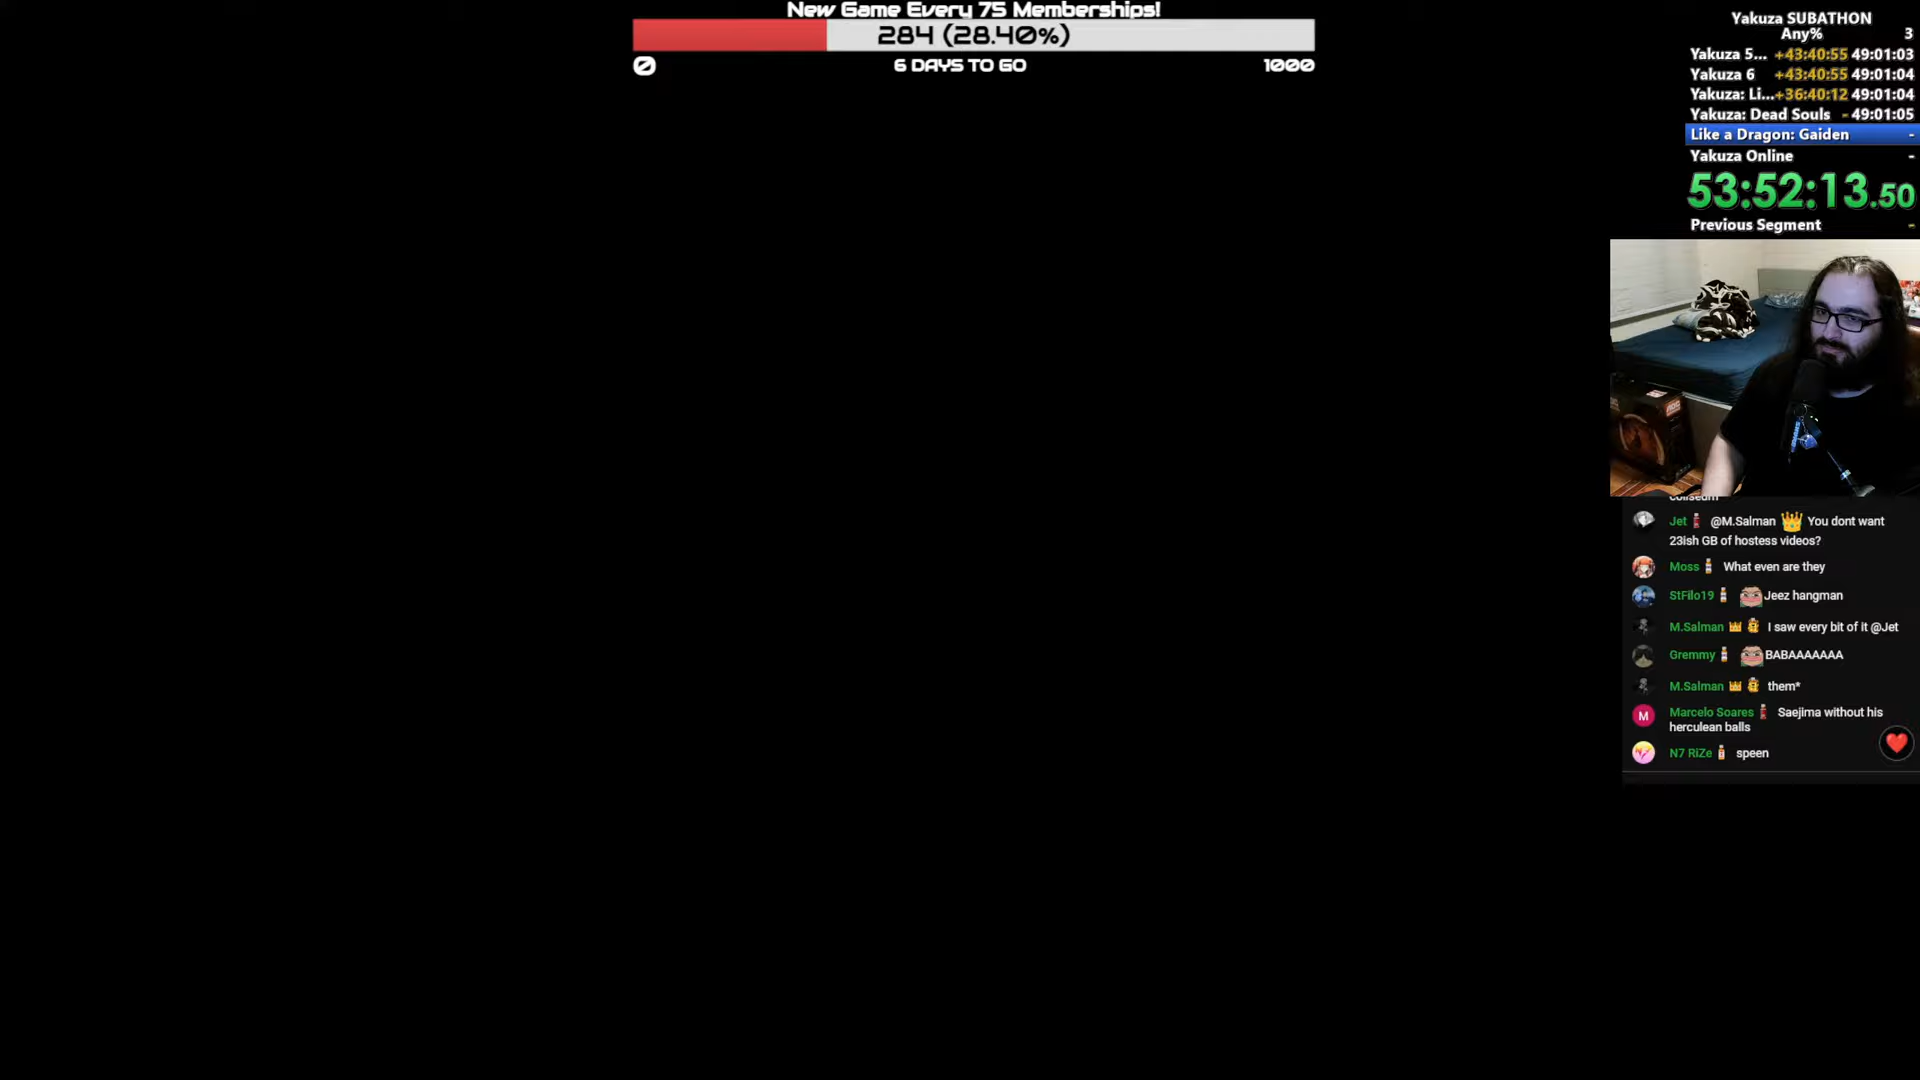 New Game Every 75 Memberships!
284 (28.40%)
0
6 DAYS TO GO
1000
Yakuza SUBATHON
Any%
3
Yakuza 5... +43:40:55 49:01:03
Yakuza 6 +43:40:55 49:01:04
Yakuza: Li...+36:40:12 49:01:04
Yakuza: Dead Souls - 49:01:05
Like a Dragon: Gaiden -
Yakuza Online -
53:52:13.50
Previous Segment -
coliseum
Jet @M.Salman You dont want
23ish GB of hostess videos?
Moss What even are they
StFilo19 Jeez hangman
M.Salman I saw every bit of it @Jet
Gremmy BABAAAAAAA
M.Salman them*
M
Marcelo Soares Saejima without his
herculean balls
N7 RiZe speen